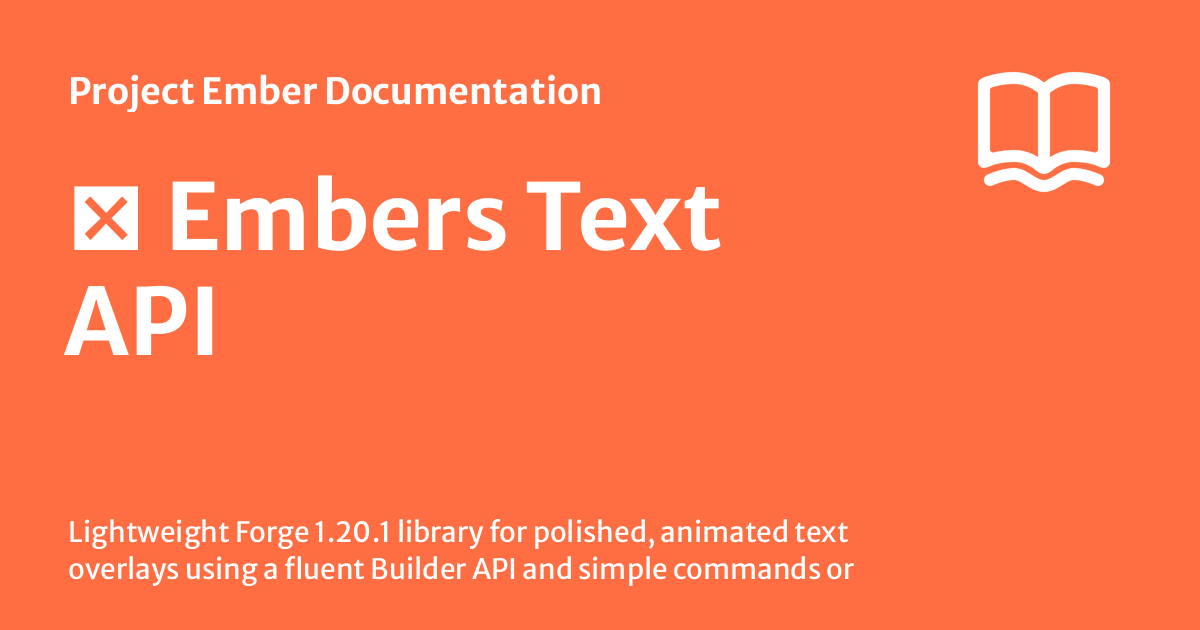 Project Ember Documentation
Embers Text
API
Lightweight Forge 1.20.1 library for polished, animated text
overlays using a fluent Builder API and simple commands or